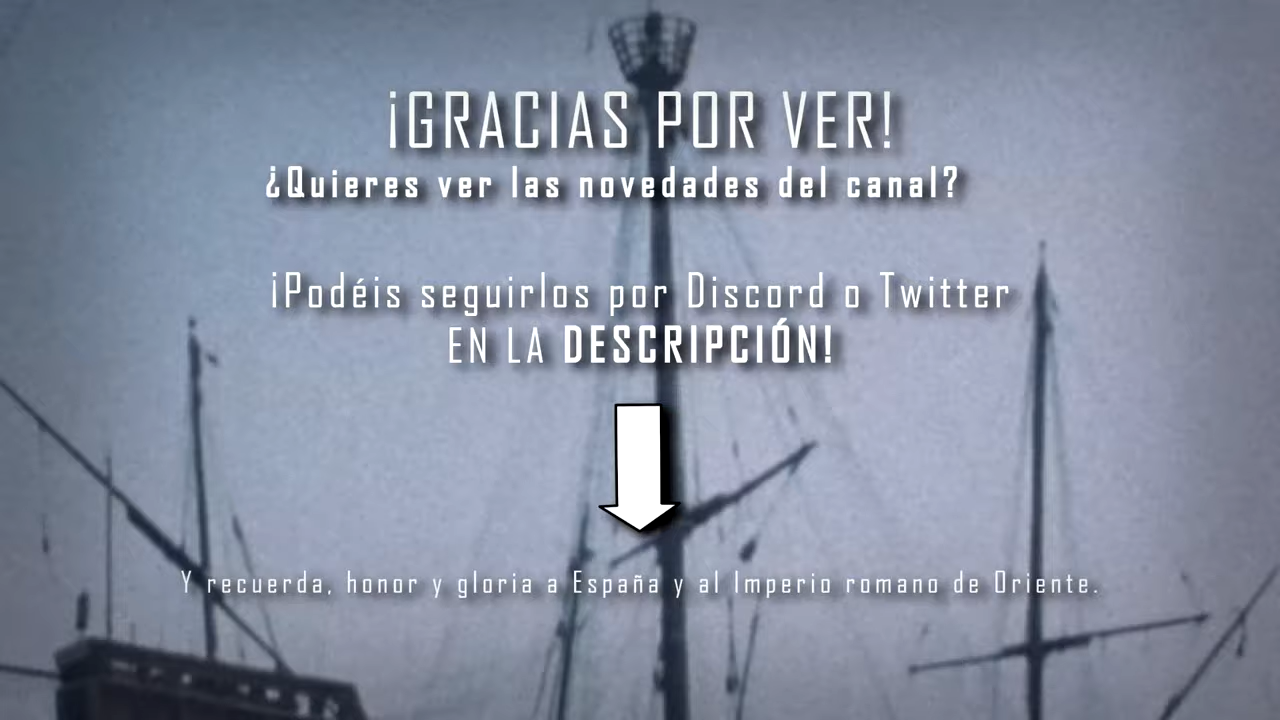 ¡GRACIAS POR VER!
¿Quieres ver las novedades del canal?
¡Podéis seguirlos por Discord o Twitter
EN LA DESCRIPCIÓN!
Y recuerda, honor y gloria a España y al Imperio romano de Oriente.